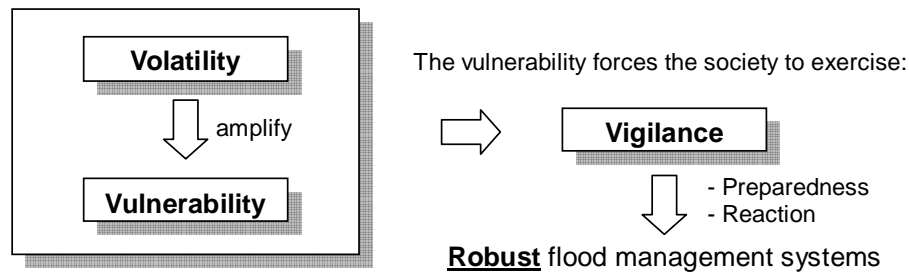 Volatility
amplify
Vulnerability
The vulnerability forces the society to exercise:
Vigilance
- Preparedness
- Reaction
Robust flood management systems